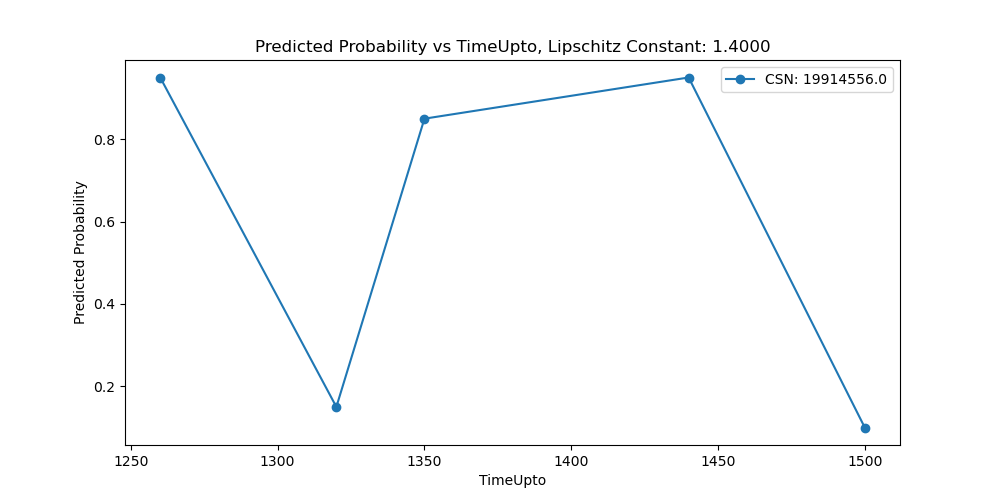 Predicted Probability vs TimeUpto, Lipschitz Constant: 1.4000
CSN: 19914556.0
Predicted Probability
0.8
0.6
0.4
0.2
1250 1300 1350 1400 1450 1500
TimeUpto